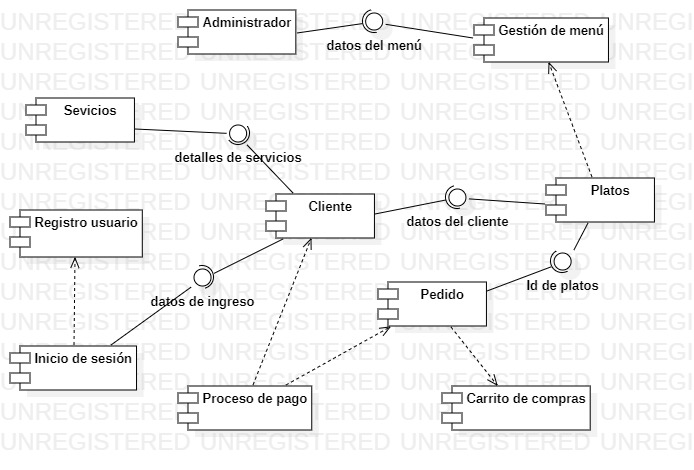 Administrador
Gestión de menú
datos del menú
Sevicios
detalles de servicios
Cliente
Platos
Registro usuario
datos del cliente
datos de ingreso
Id de platos
Pedido
Inicio de sesión
Proceso de pago
Carrito de compras
UNREGISTERED